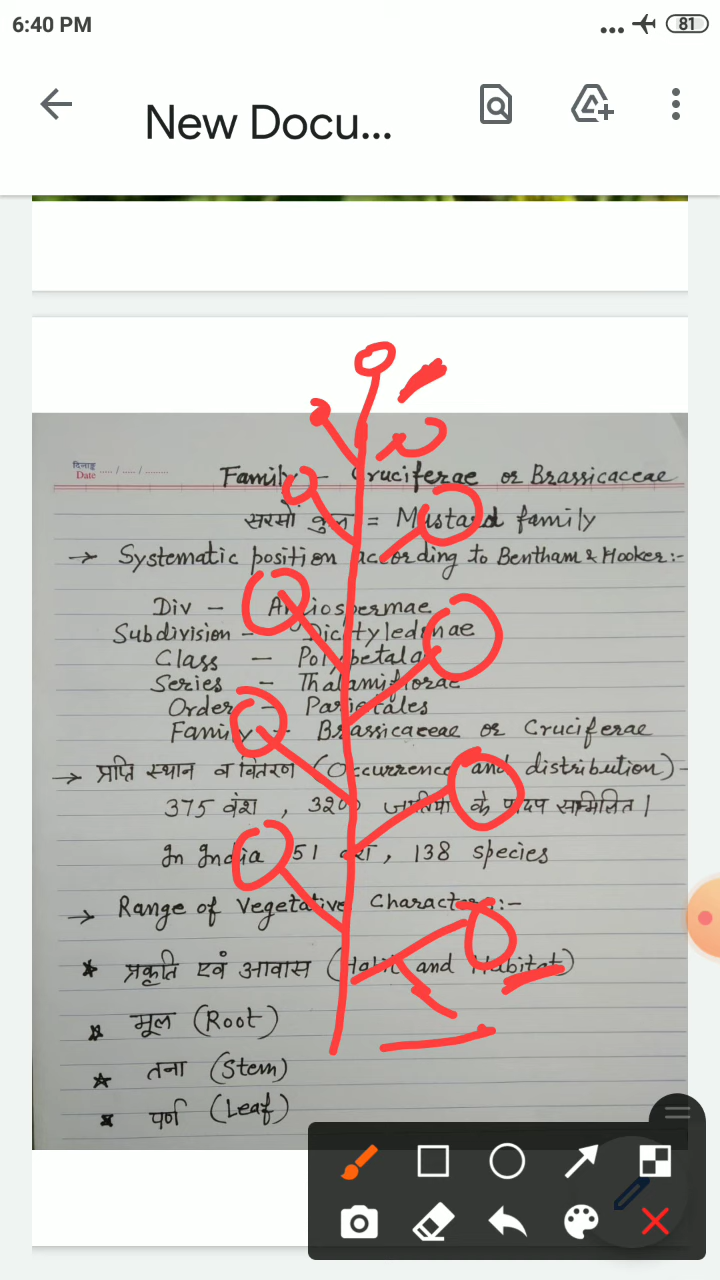 6:40 PM
81
New Docu...
दिनाङ्क
Date ...... / ...... / .........
Family - Cruciferae or Brassicaceae
सरसों कुल = Mustard family
→ Systematic position according to Bentham & Hooker:-
Div - Angiospermae
Subdivision - Dicotyledonae
Class - Polypetalae
Series - Thalamiflorae
Order - Parietales
Family - Brassicaceae or Cruciferae
→ प्राप्ति स्थान व वितरण (Occurrence and distribution) -
375 वंश , 3200 जातियों के पादप सम्मिलित |
In India 51 वंश , 138 species
→ Range of Vegetative Characters:-
* प्रकृति एवं आवास (Habit and Habitat)
* मूल (Root)
* तना (Stem)
* पर्ण (Leaf)